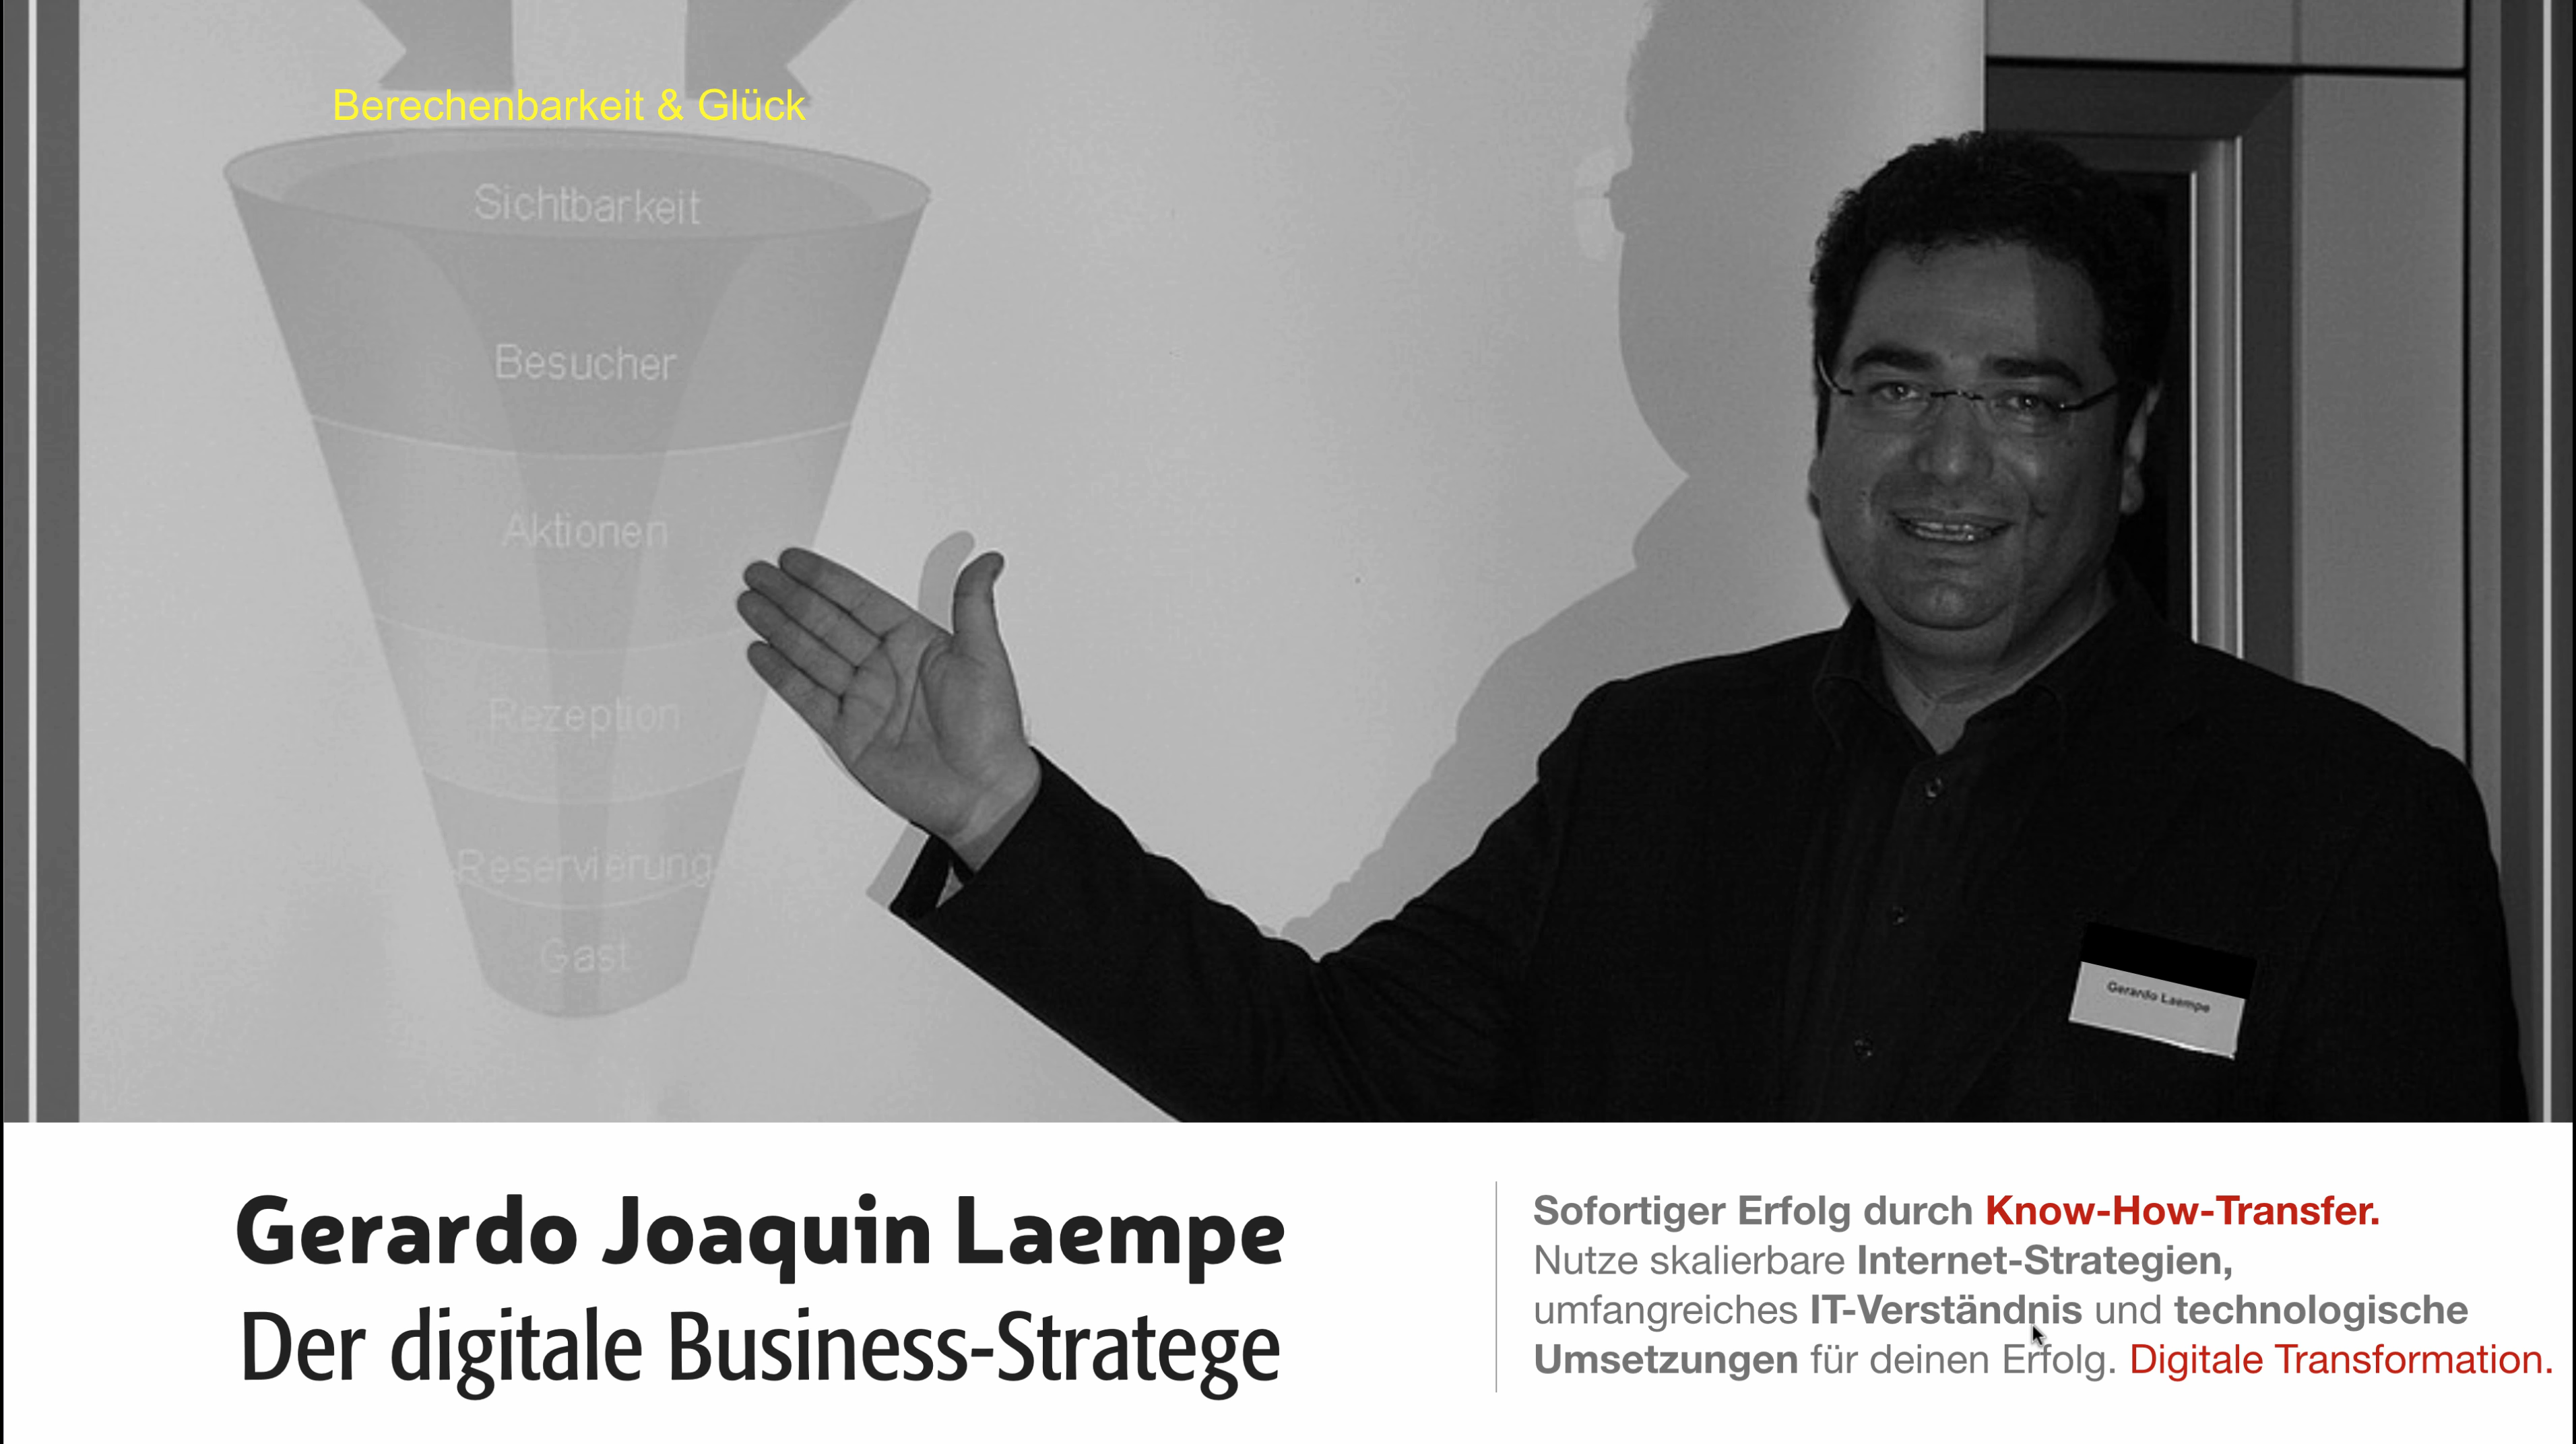 Berechenbarkeit & Glück
Sichtbarkeit
Besucher
Aktionen
Rezeption
Reservierung
Gast
Gerardo Laempe
Gerardo Joaquin Laempe
Der digitale Business-Stratege
Sofortiger Erfolg durch Know-How-Transfer.
Nutze skalierbare Internet-Strategien,
umfangreiches IT-Verständnis und technologische
Umsetzungen für deinen Erfolg. Digitale Transformation.